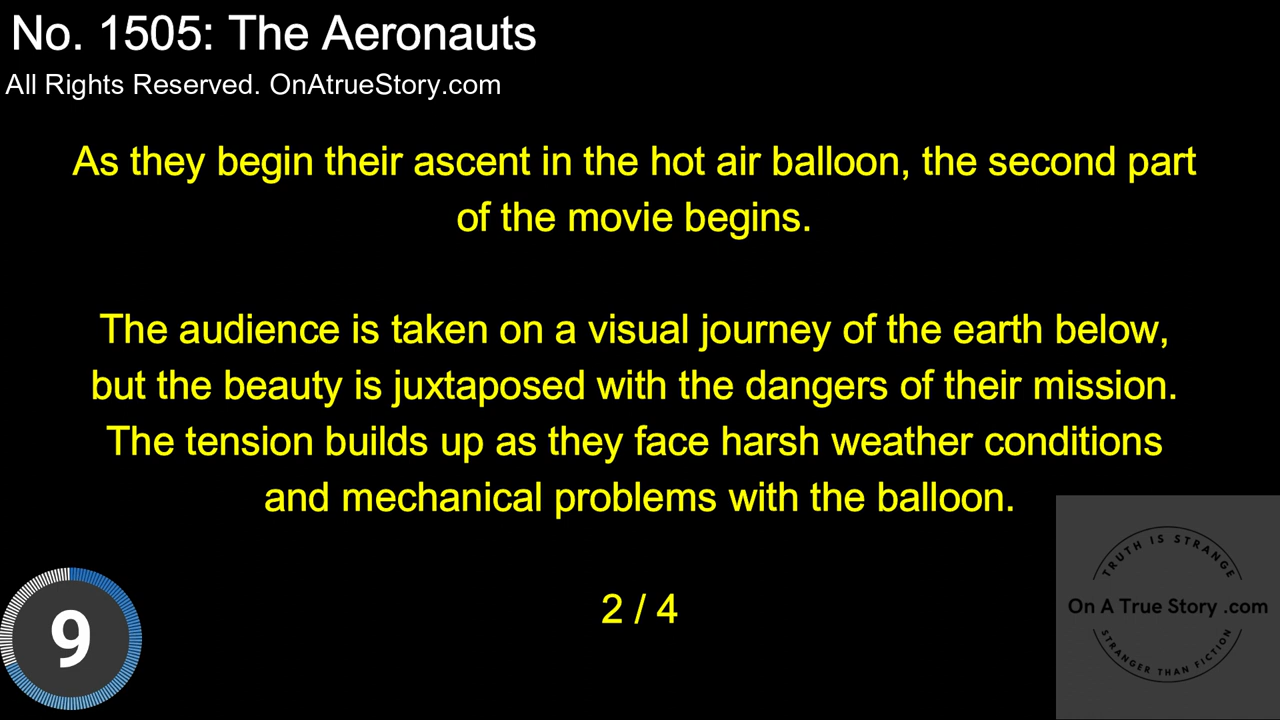 No. 1505: The Aeronauts
All Rights Reserved. OnAtrueStory.com
As they begin their ascent in the hot air balloon, the second part
of the movie begins.
The audience is taken on a visual journey of the earth below,
but the beauty is juxtaposed with the dangers of their mission.
The tension builds up as they face harsh weather conditions
and mechanical problems with the balloon.
2 / 4
9
TRUTH IS STRANGE
On A True Story .com
STRANGER THAN FICTION